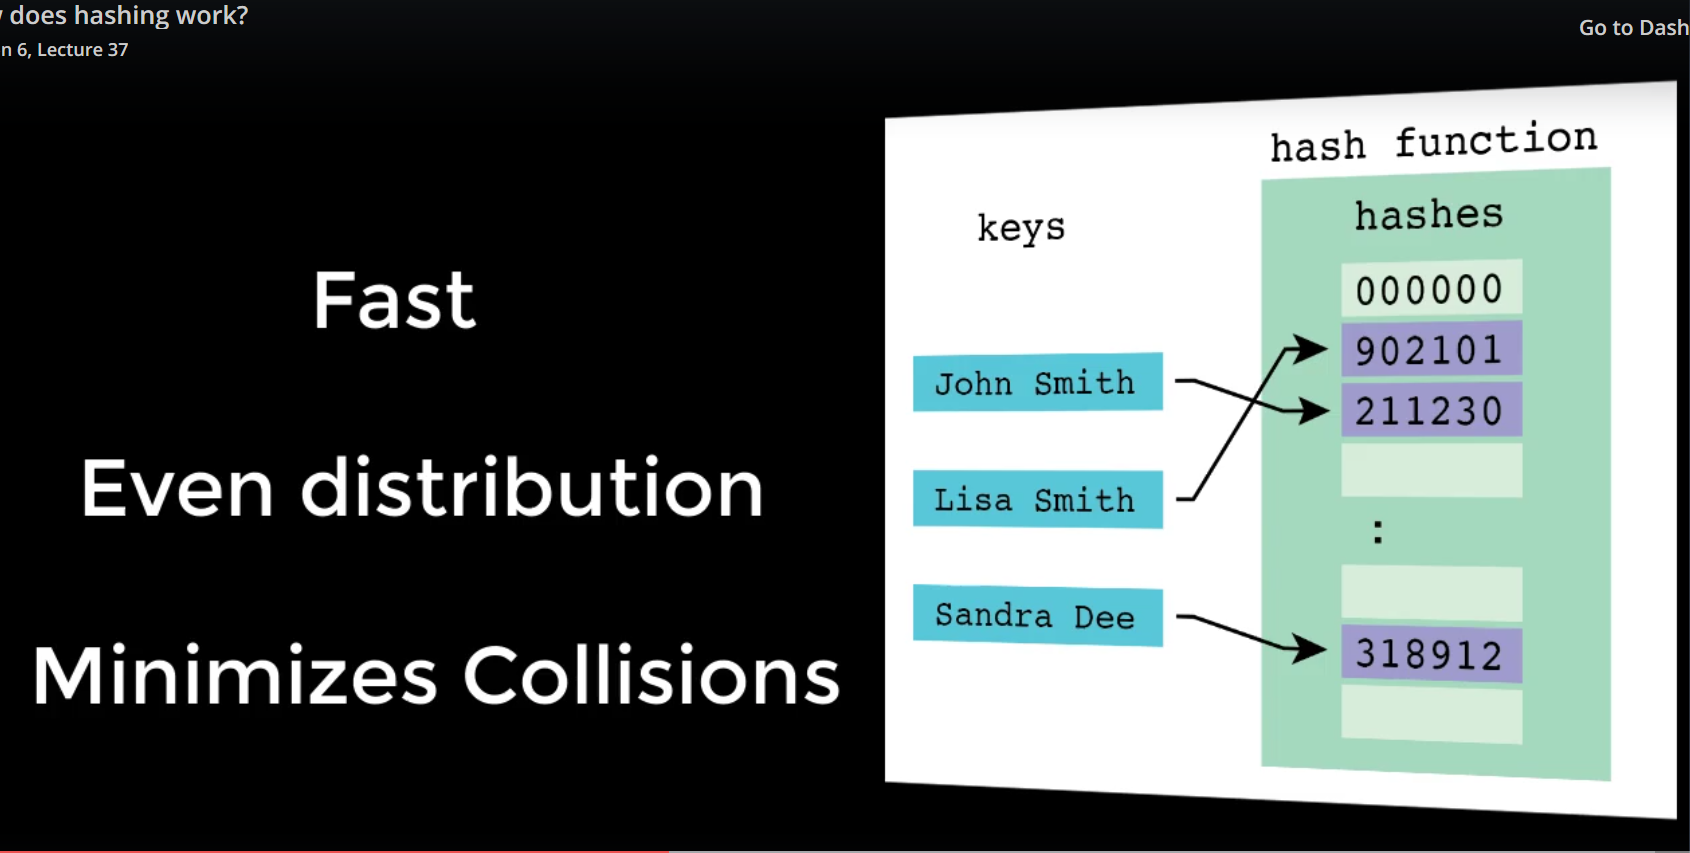 does hashing work?
n 6, Lecture 37
Go to Dash
Fast
Even distribution
Minimizes Collisions
hash function
keys
hashes
000000
902101
211230
:
318912
John Smith
Lisa Smith
Sandra Dee